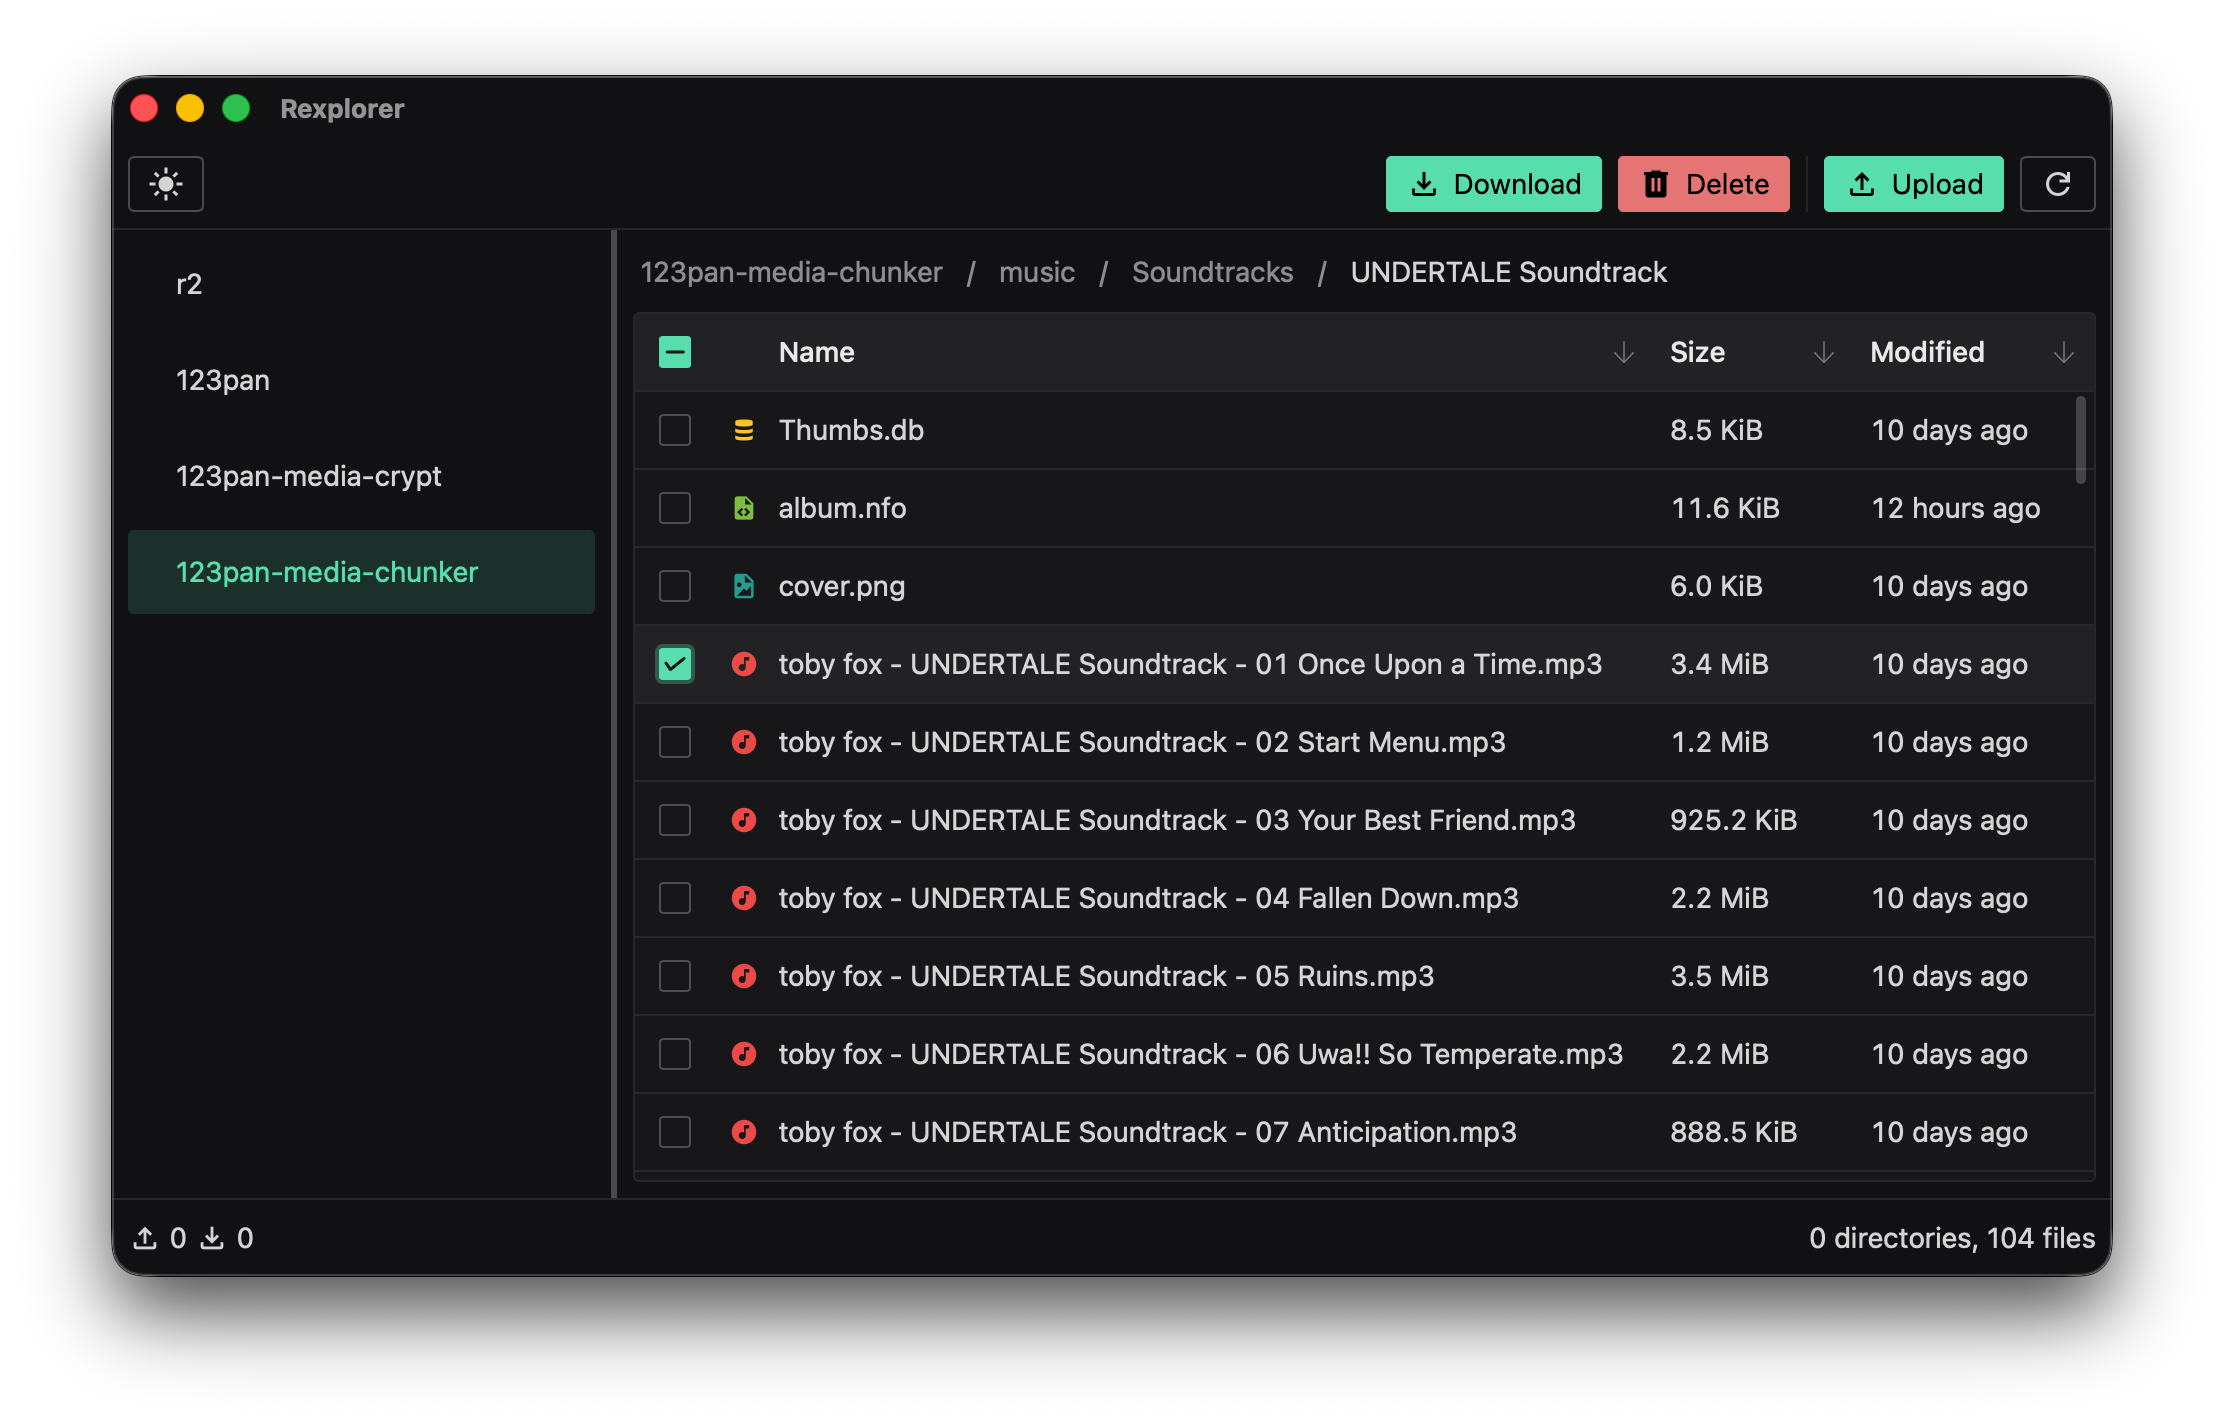 Rexplorer
Download Delete Upload
r2
123pan
123pan-media-crypt
123pan-media-chunker
123pan-media-chunker / music / Soundtracks / UNDERTALE Soundtrack
Name Size Modified
Thumbs.db 8.5 KiB 10 days ago
album.nfo 11.6 KiB 12 hours ago
cover.png 6.0 KiB 10 days ago
toby fox - UNDERTALE Soundtrack - 01 Once Upon a Time.mp3 3.4 MiB 10 days ago
toby fox - UNDERTALE Soundtrack - 02 Start Menu.mp3 1.2 MiB 10 days ago
toby fox - UNDERTALE Soundtrack - 03 Your Best Friend.mp3 925.2 KiB 10 days ago
toby fox - UNDERTALE Soundtrack - 04 Fallen Down.mp3 2.2 MiB 10 days ago
toby fox - UNDERTALE Soundtrack - 05 Ruins.mp3 3.5 MiB 10 days ago
toby fox - UNDERTALE Soundtrack - 06 Uwa!! So Temperate.mp3 2.2 MiB 10 days ago
toby fox - UNDERTALE Soundtrack - 07 Anticipation.mp3 888.5 KiB 10 days ago
0 0
0 directories, 104 files